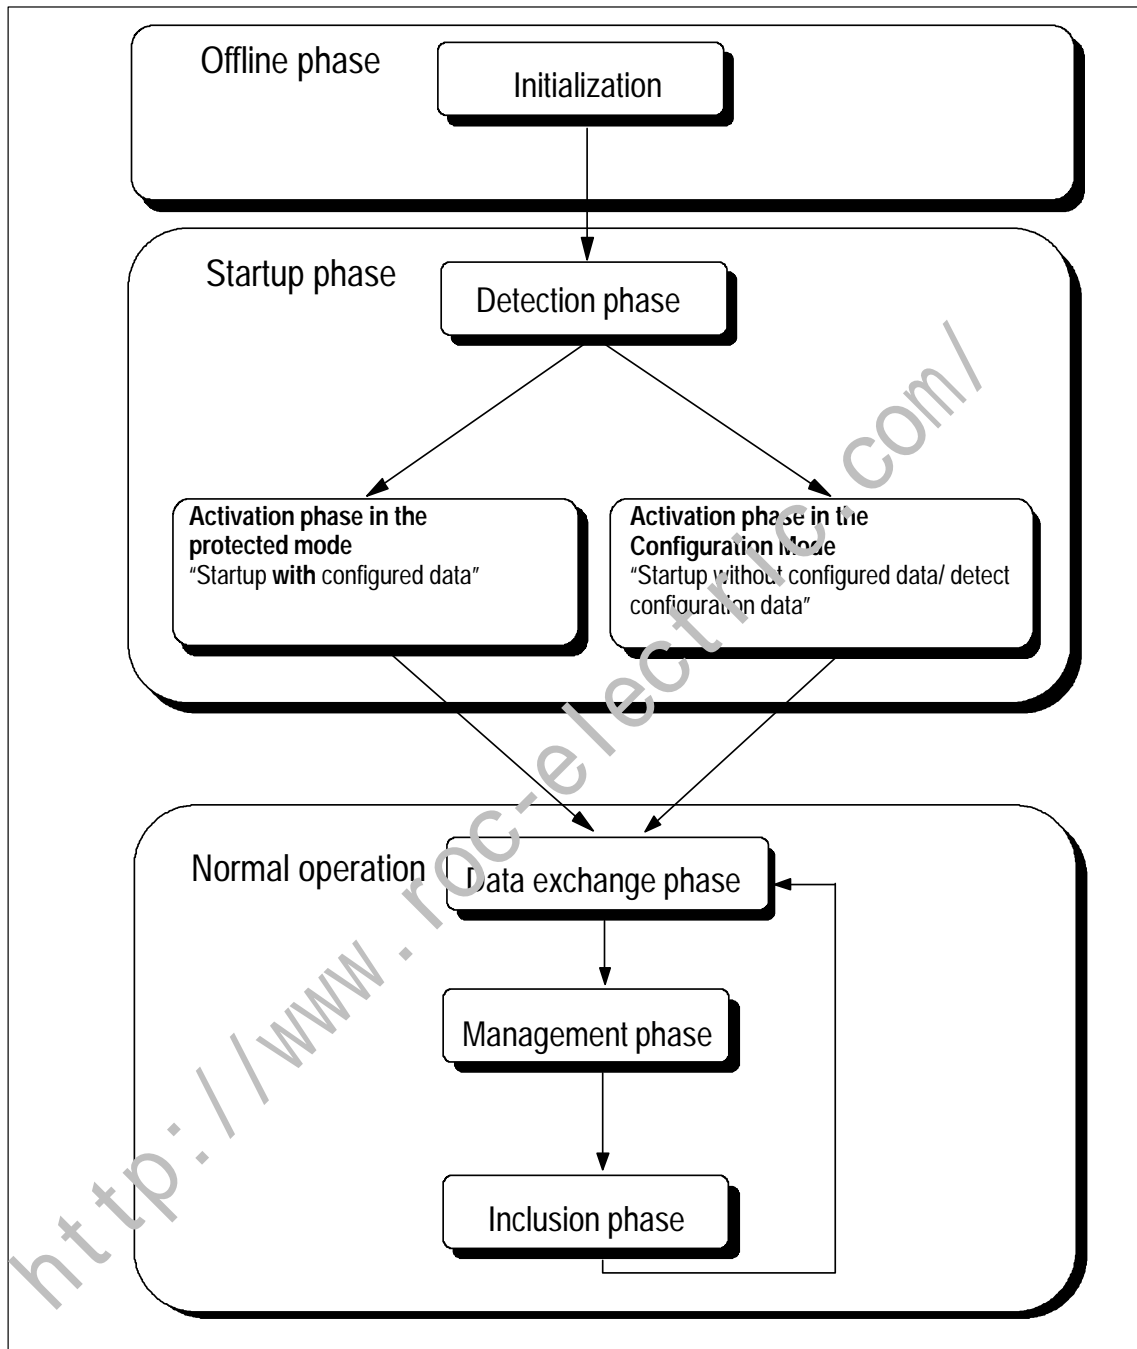 Offline phase
Initialization
Startup phase
Detection phase
Activation phase in the
protected mode
“Startup with configured data”
Activation phase in the
Configuration Mode
“Startup without configured data/ detect
configuration data”
Normal operation
Data exchange phase
Management phase
Inclusion phase
http://www.roc-electric.com/